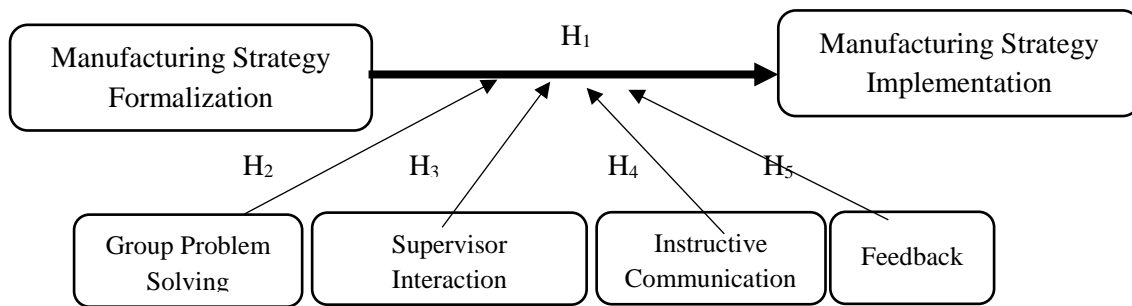 H₁
Manufacturing Strategy
Formalization
Manufacturing Strategy
Implementation
H₂
H₃
H₄
H₅
Group Problem
Solving
Supervisor
Interaction
Instructive
Communication
Feedback